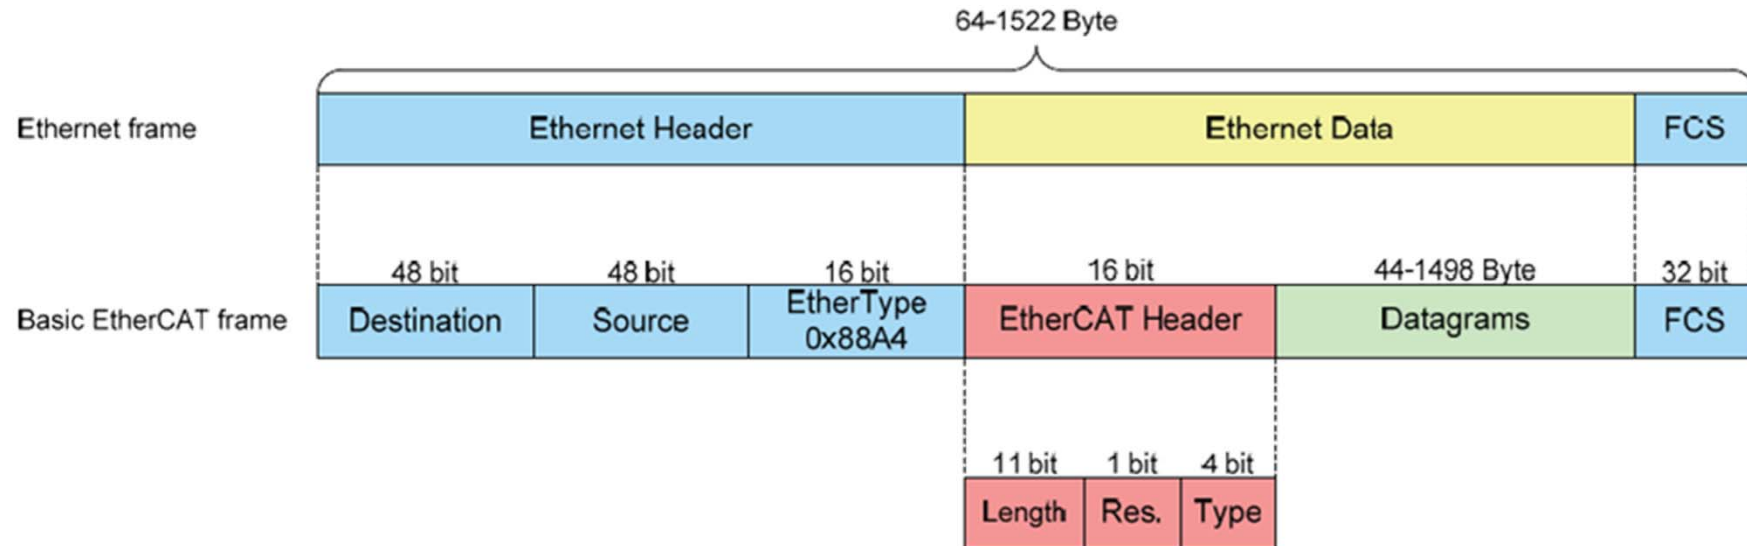 64-1522 Byte
Ethernet frame Ethernet Header Ethernet Data FCS
48 bit 48 bit 16 bit 16 bit 44-1498 Byte 32 bit
Basic EtherCAT frame Destination Source EtherType 0x88A4 EtherCAT Header Datagrams FCS
11 bit 1 bit 4 bit
Length Res. Type